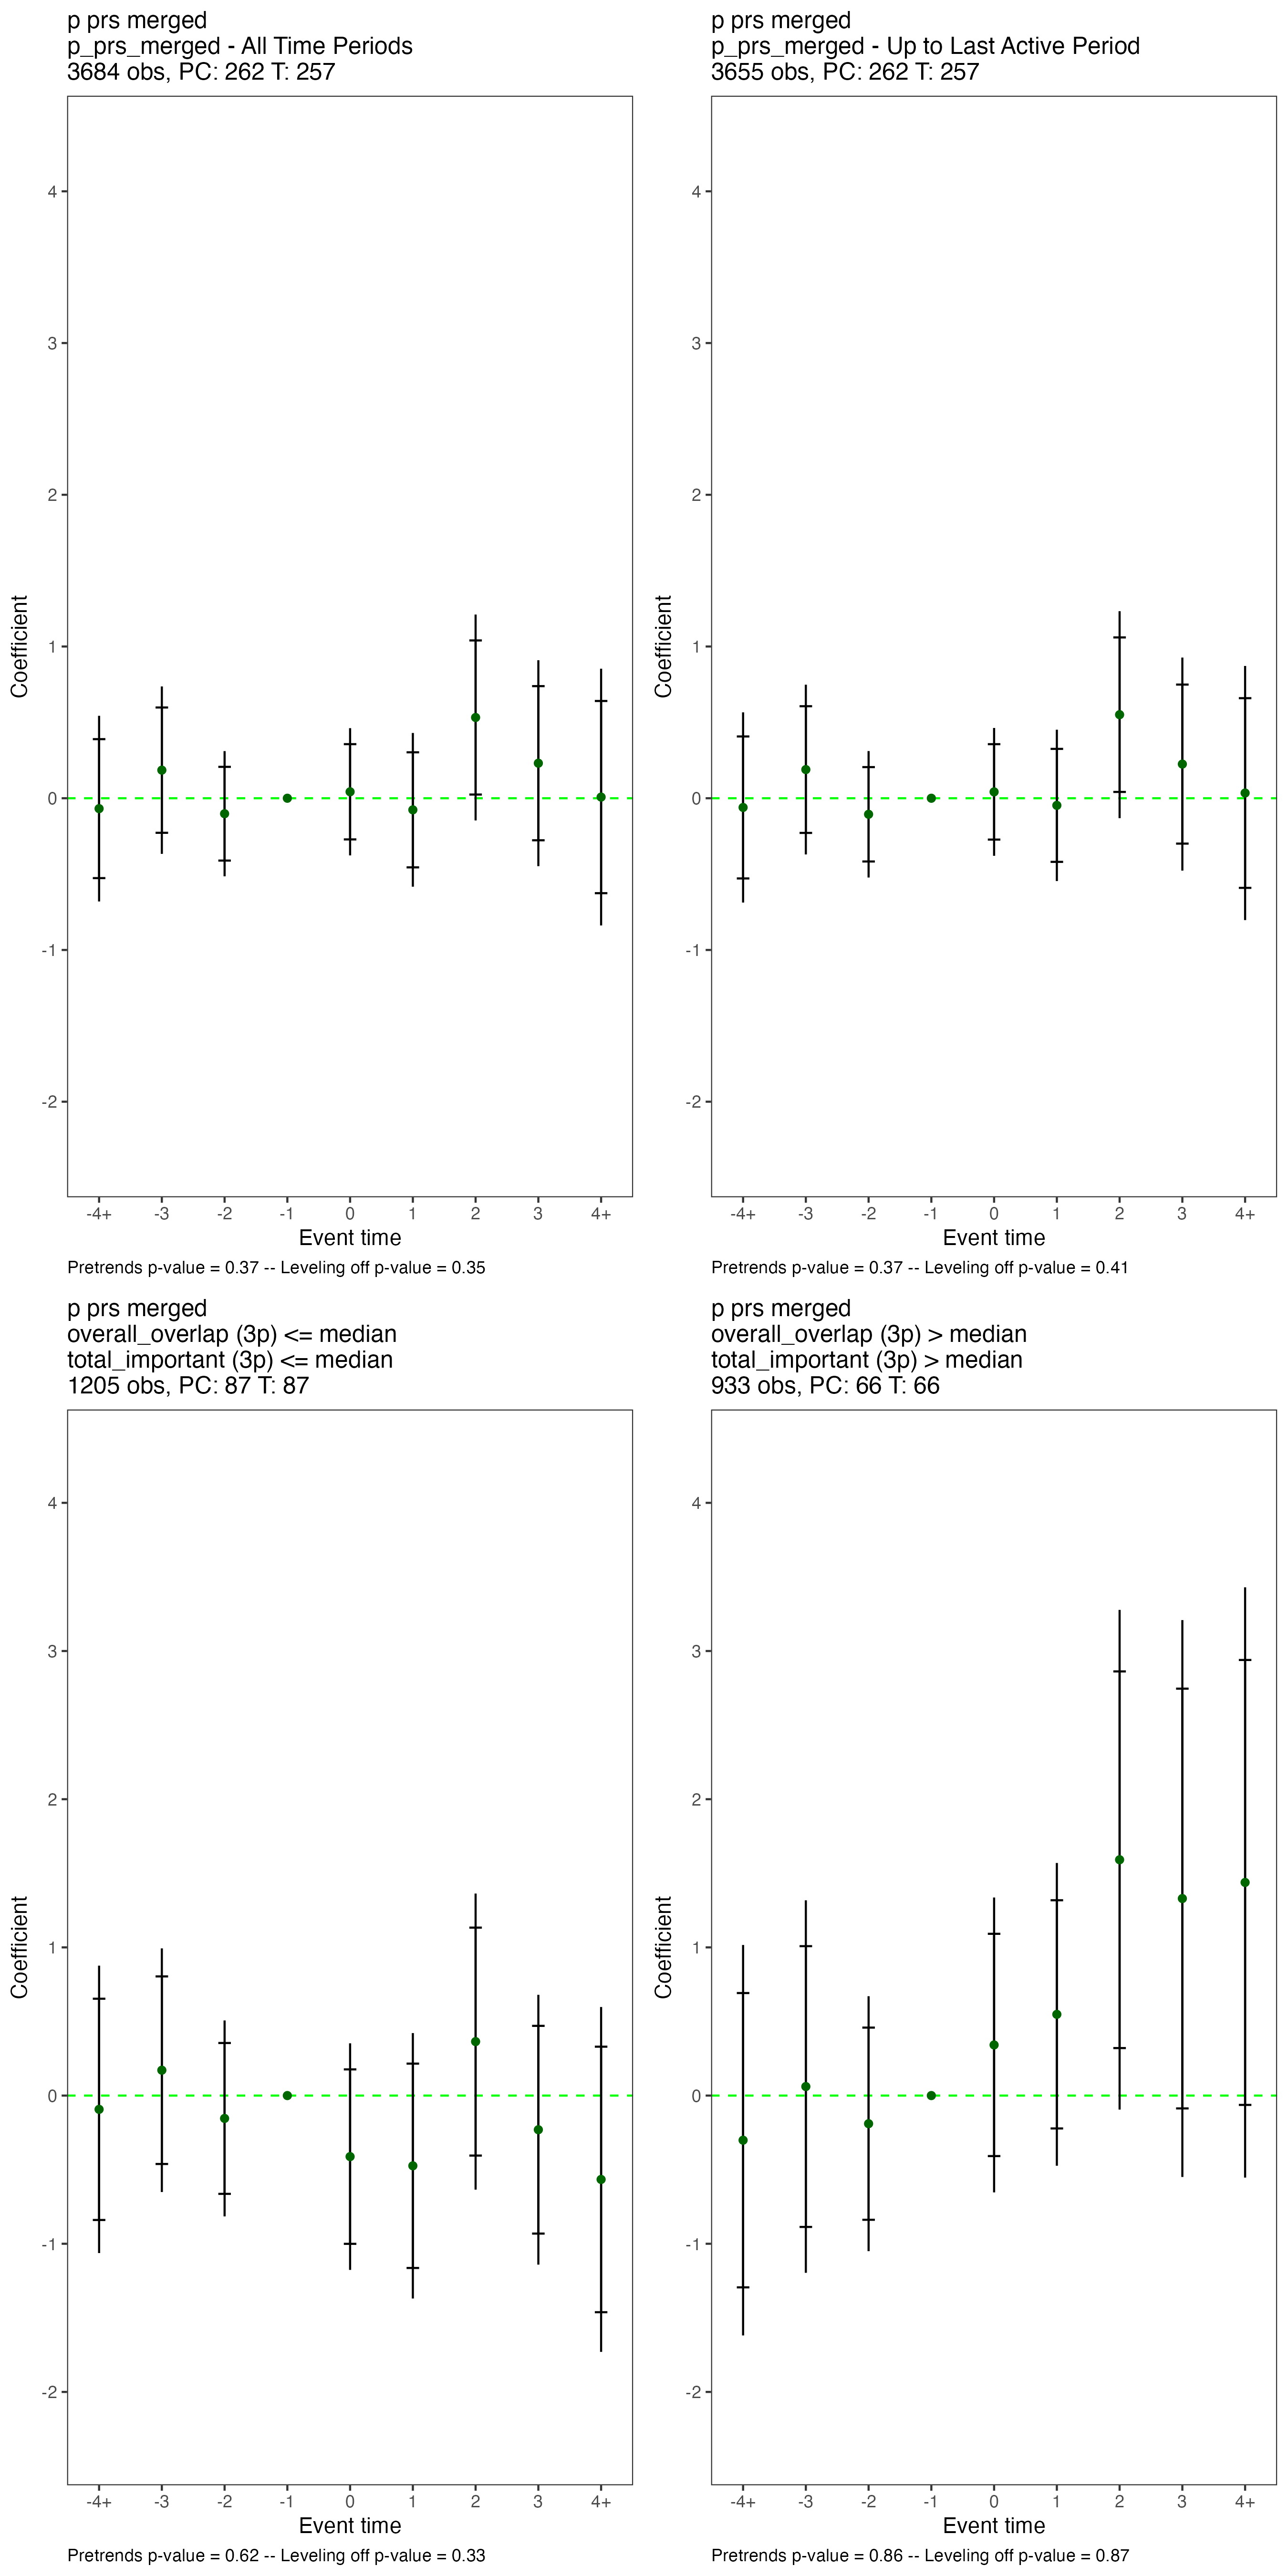 p prs merged
p_prs_merged - All Time Periods
3684 obs, PC: 262 T: 257
Coefficient
4
3
2
1
0
-1
-2
-4+ -3 -2 -1 0 1 2 3 4+
Event time
Pretrends p-value = 0.37 -- Leveling off p-value = 0.35
p prs merged
p_prs_merged - Up to Last Active Period
3655 obs, PC: 262 T: 257
Coefficient
4
3
2
1
0
-1
-2
-4+ -3 -2 -1 0 1 2 3 4+
Event time
Pretrends p-value = 0.37 -- Leveling off p-value = 0.41
p prs merged
overall_overlap (3p) <= median
total_important (3p) <= median
1205 obs, PC: 87 T: 87
Coefficient
4
3
2
1
0
-1
-2
-4+ -3 -2 -1 0 1 2 3 4+
Event time
Pretrends p-value = 0.62 -- Leveling off p-value = 0.33
p prs merged
overall_overlap (3p) > median
total_important (3p) > median
933 obs, PC: 66 T: 66
Coefficient
4
3
2
1
0
-1
-2
-4+ -3 -2 -1 0 1 2 3 4+
Event time
Pretrends p-value = 0.86 -- Leveling off p-value = 0.87